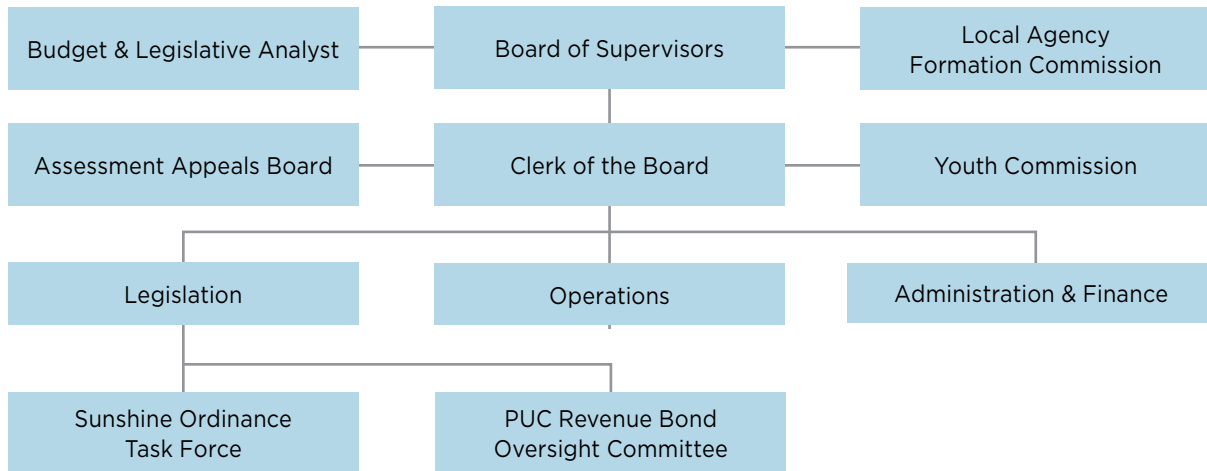 Budget & Legislative Analyst
Board of Supervisors
Local Agency
Formation Commission
Assessment Appeals Board
Clerk of the Board
Youth Commission
Legislation
Operations
Administration & Finance
Sunshine Ordinance
Task Force
PUC Revenue Bond
Oversight Committee